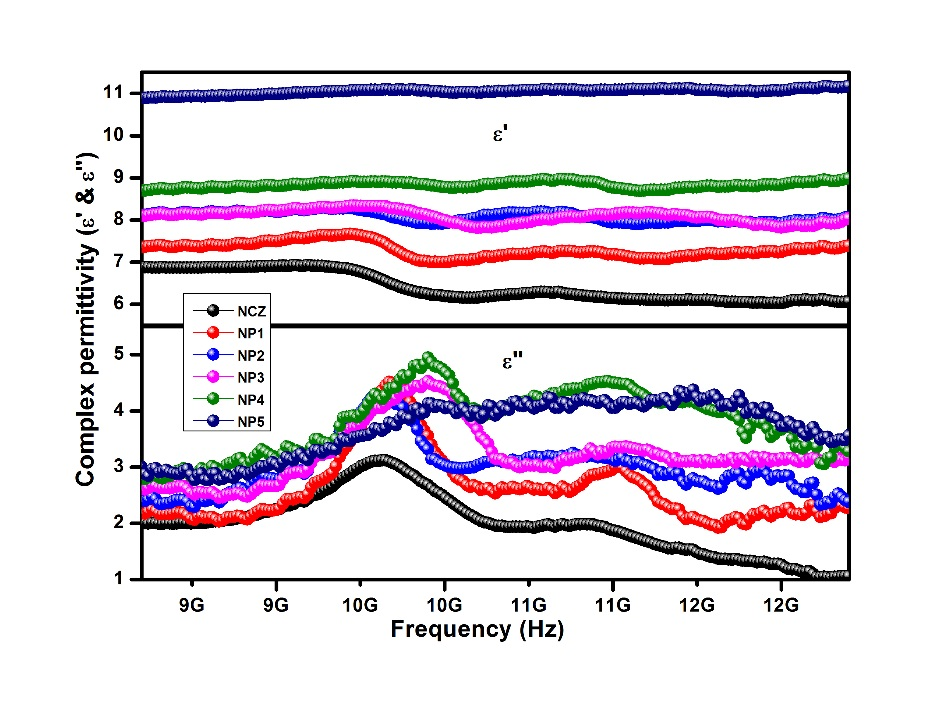 11
10
9
8
7
6
ε'
NCZ
NP1
NP2
NP3
NP4
NP5
ε"
5
4
3
2
1
9G 9G 10G 10G 11G 11G 12G 12G
Frequency (Hz)
Complex permittivity (ε' & ε")